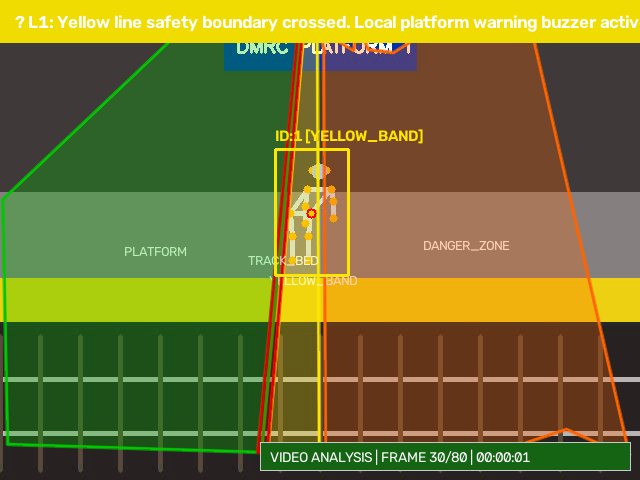 ? L1: Yellow line safety boundary crossed. Local platform warning buzzer activ
DMRC PLATFORM 1
ID:1 [YELLOW_BAND]
PLATFORM
DANGER_ZONE
TRACK_BED
YELLOW_BAND
VIDEO ANALYSIS | FRAME 30/80 | 00:00:01